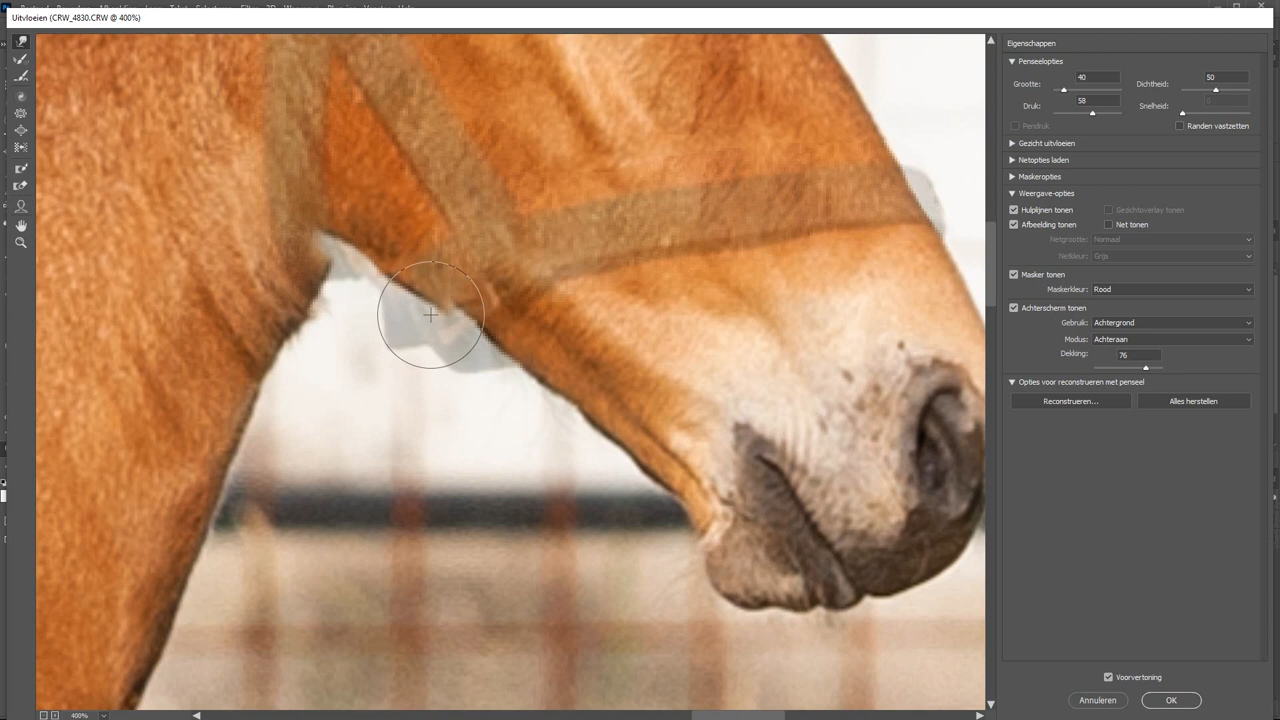 Uitvloeien (CRW_4830.CRW @ 400%)
Eigenschappen
Penseelopties
Grootte: 40 Dichtheid: 50
Druk: 58 Snelheid: 0
Pendruk Randen vastzetten
Gezicht uitvloeien
Netopties laden
Maskeropties
Weergave-opties
Hulplijnen tonen Gezichtoverlay tonen
Afbeelding tonen Net tonen
Netgrootte: Normaal
Netkleur: Grijs
Masker tonen
Maskerkleur: Rood
Achterscherm tonen
Gebruik: Achtergrond
Modus: Achteraan
Dekking: 76
Opties voor reconstrueren met penseel
Reconstrueren... Alles herstellen
Voorvertoning
400% Annuleren OK